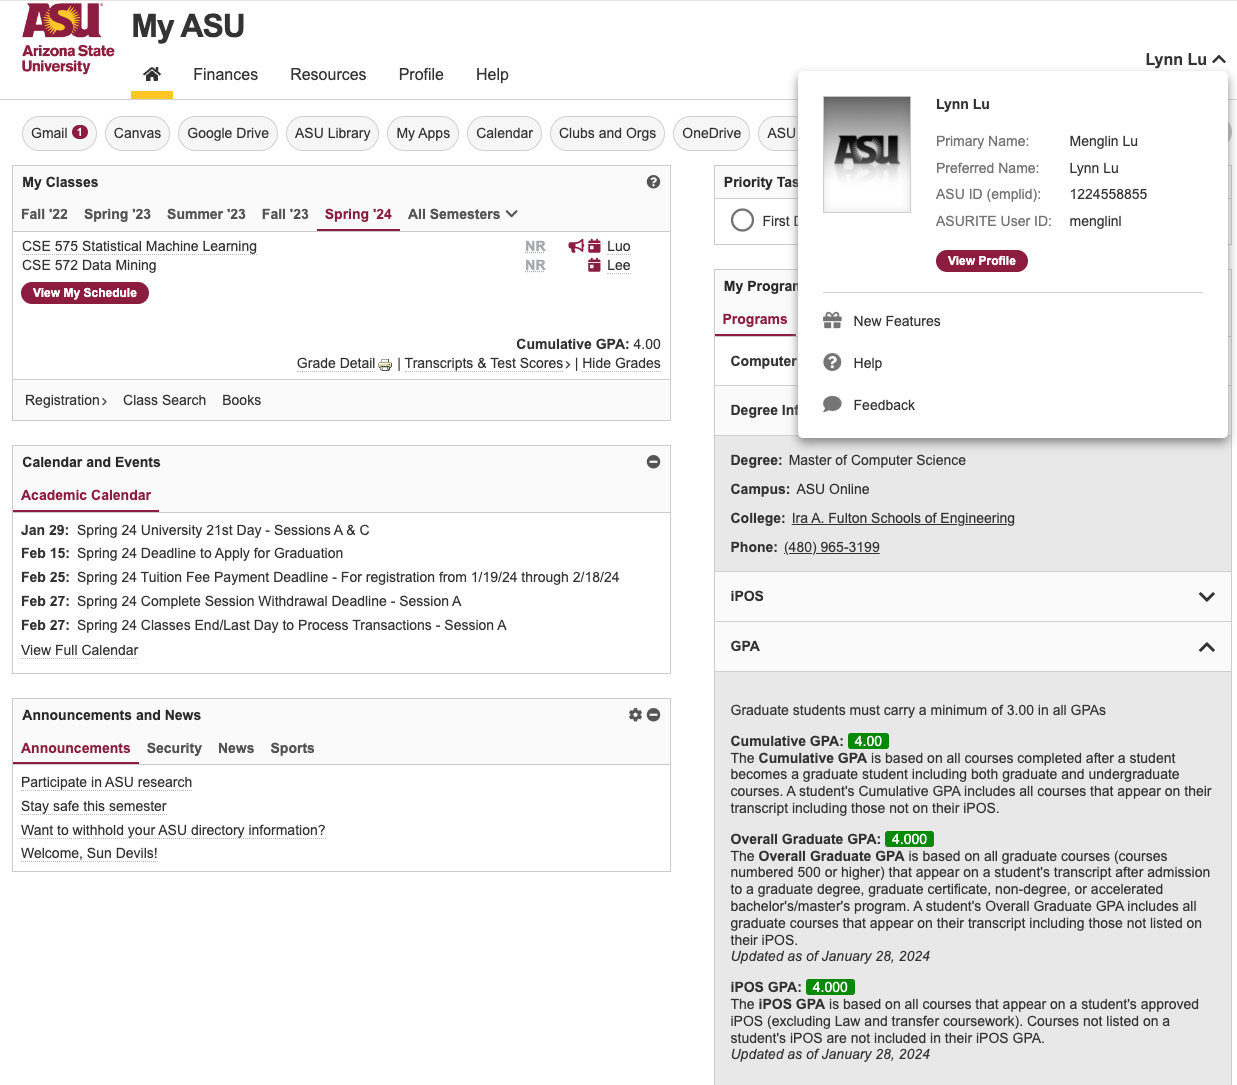 ASU
Arizona State
University
My ASU
Finances
Resources
Profile
Help
Lynn Lu
Gmail 1
Canvas
Google Drive
ASU Library
My Apps
Calendar
Clubs and Orgs
OneDrive
ASU
My Classes
Fall '22
Spring '23
Summer '23
Fall '23
Spring '24
All Semesters
CSE 575 Statistical Machine Learning NR Luo
CSE 572 Data Mining NR Lee
View My Schedule
Cumulative GPA: 4.00
Grade Detail | Transcripts & Test Scores › | Hide Grades
Registration › Class Search Books
Calendar and Events
Academic Calendar
Jan 29: Spring 24 University 21st Day - Sessions A & C
Feb 15: Spring 24 Deadline to Apply for Graduation
Feb 25: Spring 24 Tuition Fee Payment Deadline - For registration from 1/19/24 through 2/18/24
Feb 27: Spring 24 Complete Session Withdrawal Deadline - Session A
Feb 27: Spring 24 Classes End/Last Day to Process Transactions - Session A
View Full Calendar
Announcements and News
Announcements Security News Sports
Participate in ASU research
Stay safe this semester
Want to withhold your ASU directory information?
Welcome, Sun Devils!
Priority
First
My
Programs
Computer
Degree
ASU
Lynn Lu
Primary Name: Menglin Lu
Preferred Name: Lynn Lu
ASU ID (emplid): 1224558855
ASURITE User ID: menglinl
View Profile
New Features
Help
Feedback
Degree: Master of Computer Science
Campus: ASU Online
College: Ira A. Fulton Schools of Engineering
Phone: (480) 965-3199
iPOS
GPA
Graduate students must carry a minimum of 3.00 in all GPAs
Cumulative GPA: 4.00
The Cumulative GPA is based on all courses completed after a student
becomes a graduate student including both graduate and undergraduate
courses. A student's Cumulative GPA includes all courses that appear on their
transcript including those not on their iPOS.
Overall Graduate GPA: 4.000
The Overall Graduate GPA is based on all graduate courses (courses
numbered 500 or higher) that appear on a student's transcript after admission
to a graduate degree, graduate certificate, non-degree, or accelerated
bachelor's/master's program. A student's Overall Graduate GPA includes all
graduate courses that appear on their transcript including those not listed on
their iPOS.
Updated as of January 28, 2024
iPOS GPA: 4.000
The iPOS GPA is based on all courses that appear on a student's approved
iPOS (excluding Law and transfer coursework). Courses not listed on a
student's iPOS are not included in their iPOS GPA.
Updated as of January 28, 2024